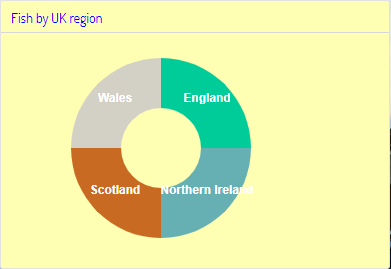 Fish by UK region
Wales
England
Scotland
Northern Ireland